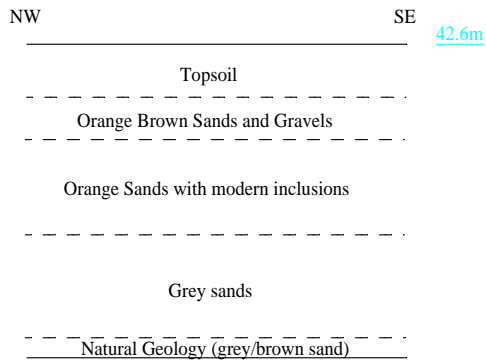 NW SE
42.6m
Topsoil
Orange Brown Sands and Gravels
Orange Sands with modern inclusions
Grey sands
Natural Geology (grey/brown sand)